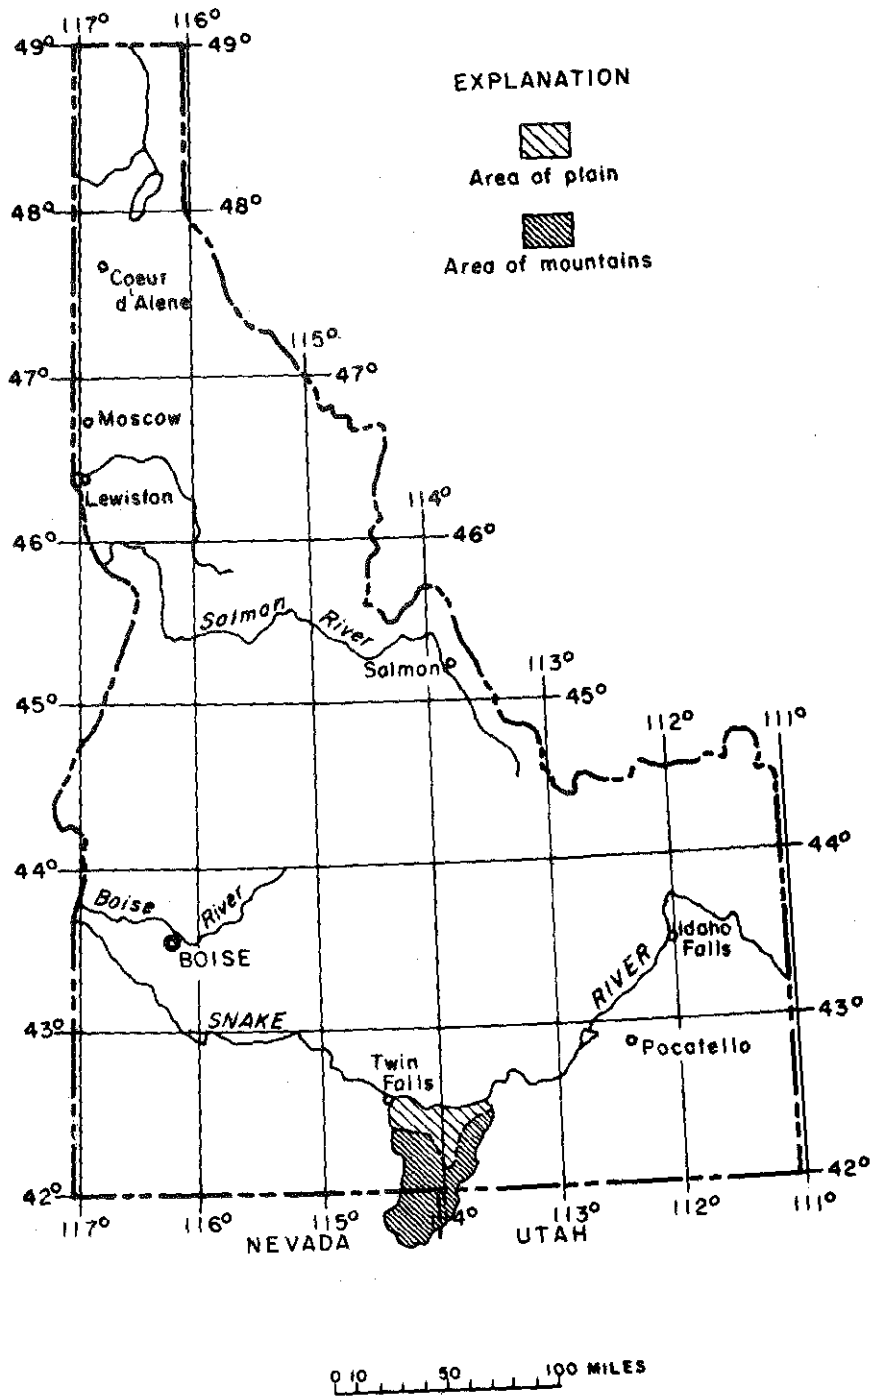 117° 116°
49° 49°
EXPLANATION
Area of plain
48° 48°
Area of mountains
Coeur
d'Alene
115°
47° 47°
Moscow
Lewiston
114°
46° 46°
Salmon River
Salmon
113°
45° 45°
112° 111°
44° 44°
Boise River
BOISE
Idaho
Falls
SNAKE RIVER
43° 43°
Pocatello
Twin
Falls
42° 42°
117° 116° 115° 114° 113° 112° 111°
NEVADA UTAH
0 10 50 100 MILES